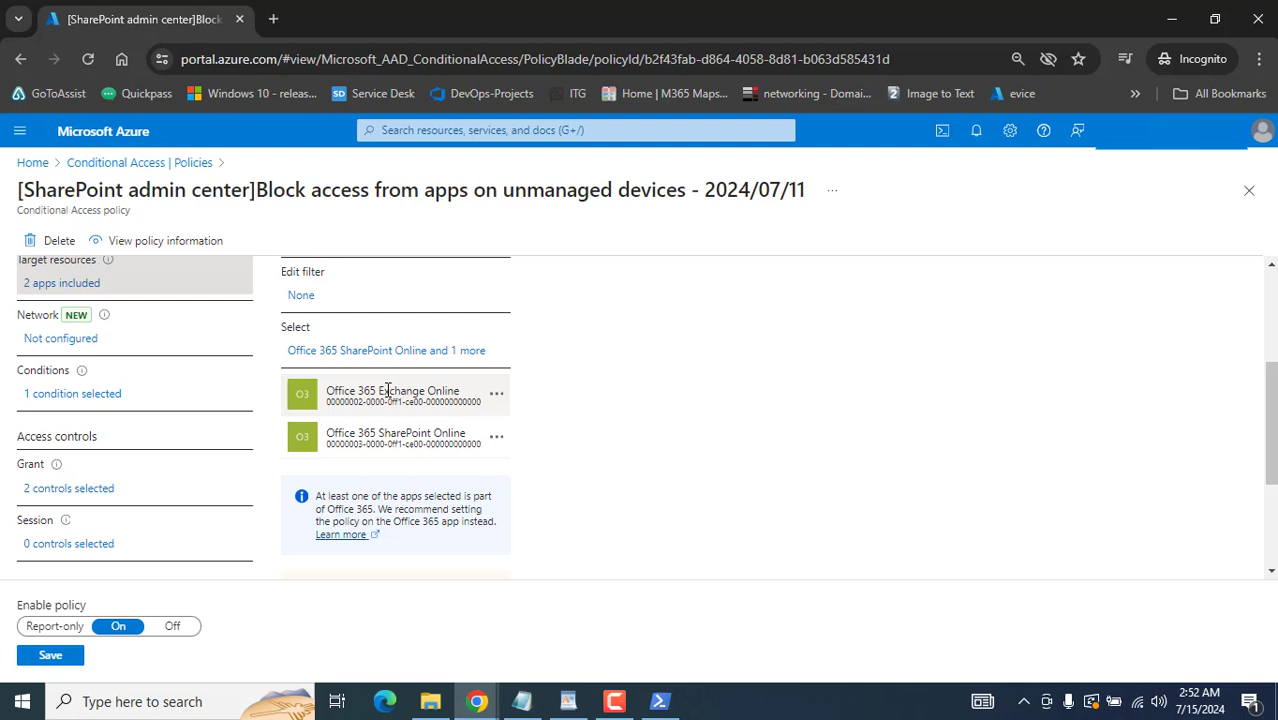 [SharePoint admin center]Block
portal.azure.com/#view/Microsoft_AAD_ConditionalAccess/PolicyBlade/policyId/b2f43fab-d864-4058-8d81-b063d585431d
Incognito
GoToAssist
Quickpass
Windows 10 - releas...
SD Service Desk
DevOps-Projects
ITG
Home | M365 Maps...
networking - Domai...
Image to Text
evice
All Bookmarks
Microsoft Azure
Search resources, services, and docs (G+/)
Home > Conditional Access | Policies >
[SharePoint admin center]Block access from apps on unmanaged devices - 2024/07/11 ...
Conditional Access policy
Delete
View policy information
Target resources
2 apps included
Network NEW
Not configured
Conditions
1 condition selected
Access controls
Grant
2 controls selected
Session
0 controls selected
Edit filter
None
Select
Office 365 SharePoint Online and 1 more
O3
Office 365 Exchange Online
00000002-0000-0ff1-ce00-000000000000
O3
Office 365 SharePoint Online
00000003-0000-0ff1-ce00-000000000000
At least one of the apps selected is part
of Office 365. We recommend setting
the policy on the Office 365 app instead.
Learn more
Enable policy
Report-only
On
Off
Save
Type here to search
2:52 AM
7/15/2024
1